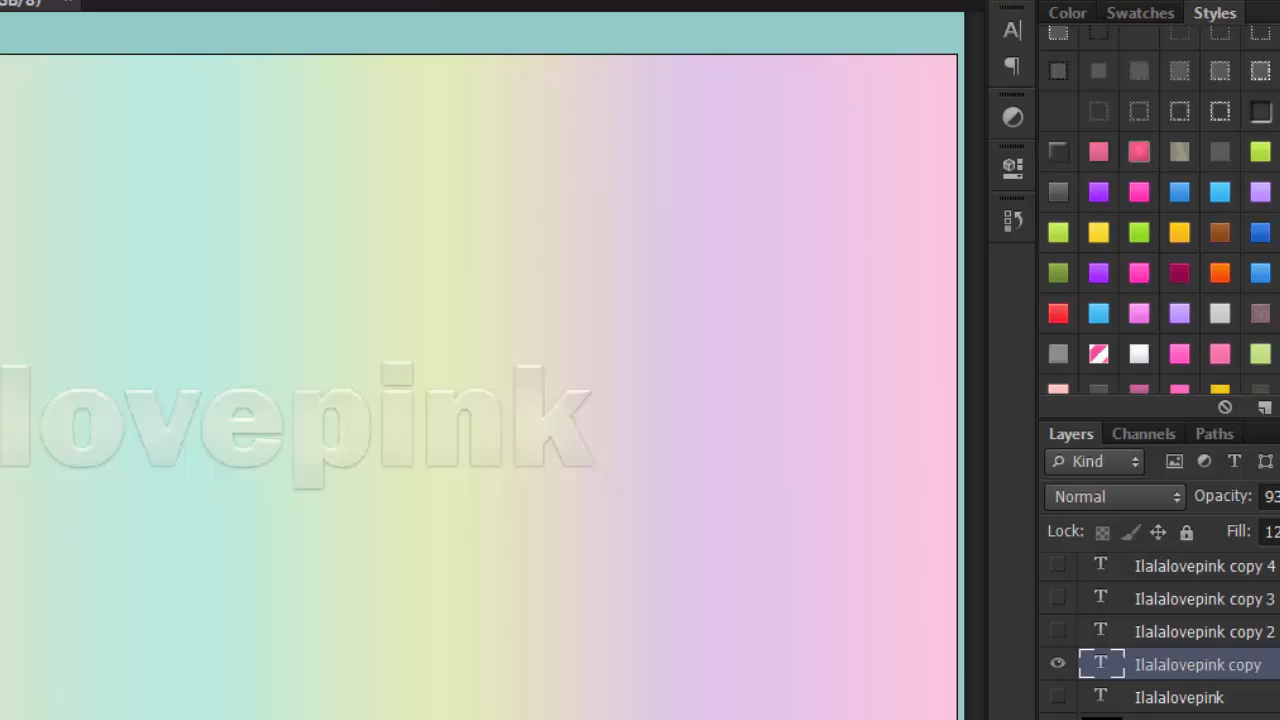 GB/8)
Color Swatches Styles
A|
lovepink
Layers Channels Paths
Kind
Normal Opacity: 93
Lock: Fill: 12
T Ilalalovepink copy 4
T Ilalalovepink copy 3
T Ilalalovepink copy 2
T Ilalalovepink copy
T Ilalalovepink